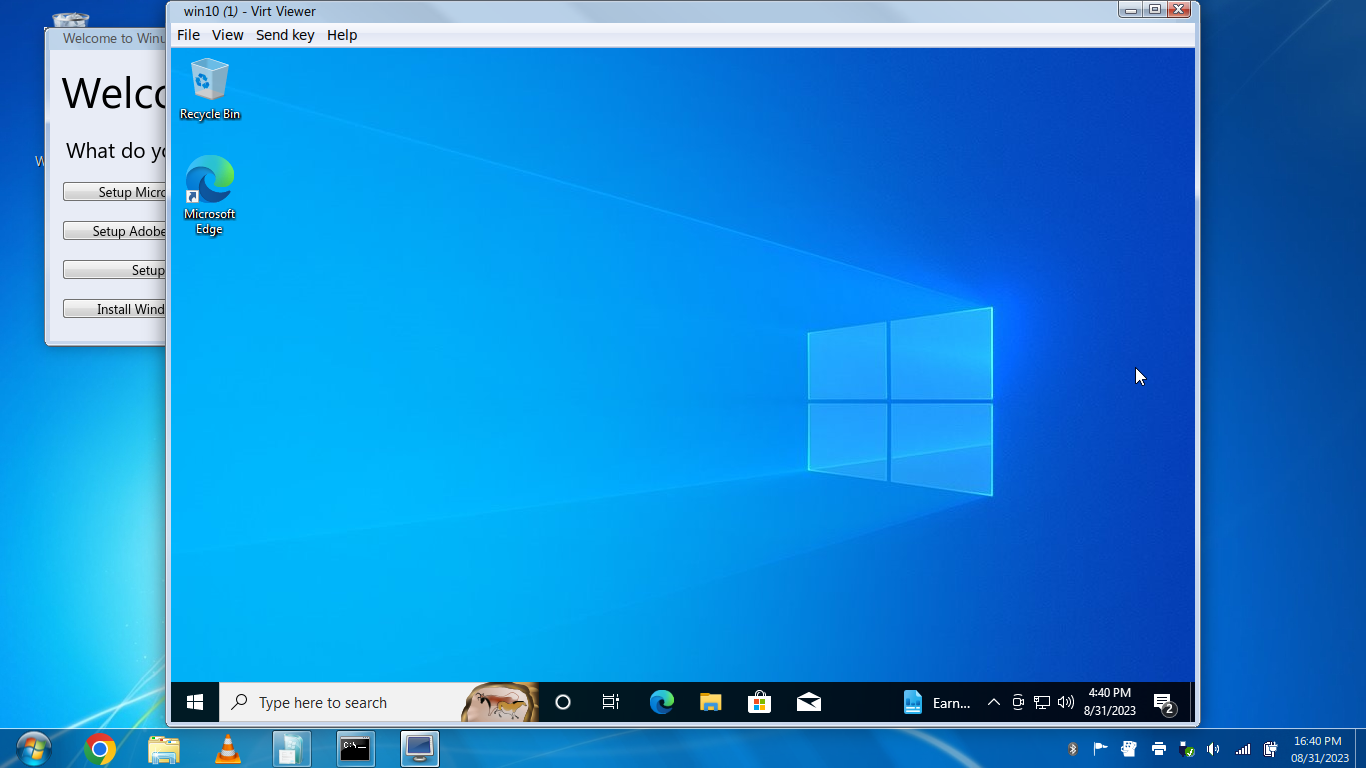 win10 (1) - Virt Viewer
File View Send key Help
Welcome to Winu
Welco
What do yo
Setup Micro
Setup Adobe
Setup
Install Wind
W
Recycle Bin
Microsoft
Edge
Type here to search
Earn...
4:40 PM
8/31/2023
2
C:\_
16:40 PM
08/31/2023